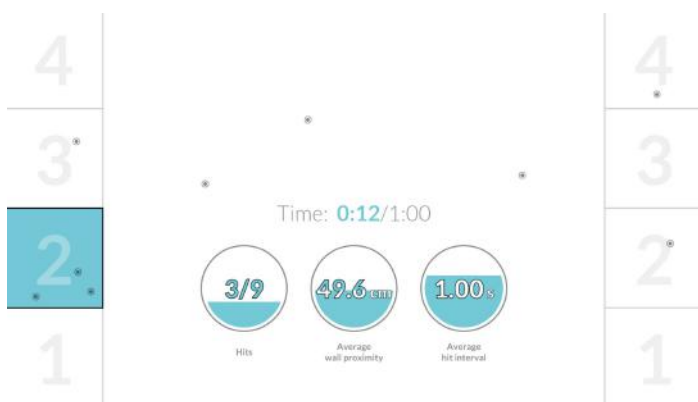 4
4
3
3
Time: 0:12/1:00
2
2
3/9
49.6 cm
1.00 s
Hits
Average
wall proximity
Average
hit interval
1
1